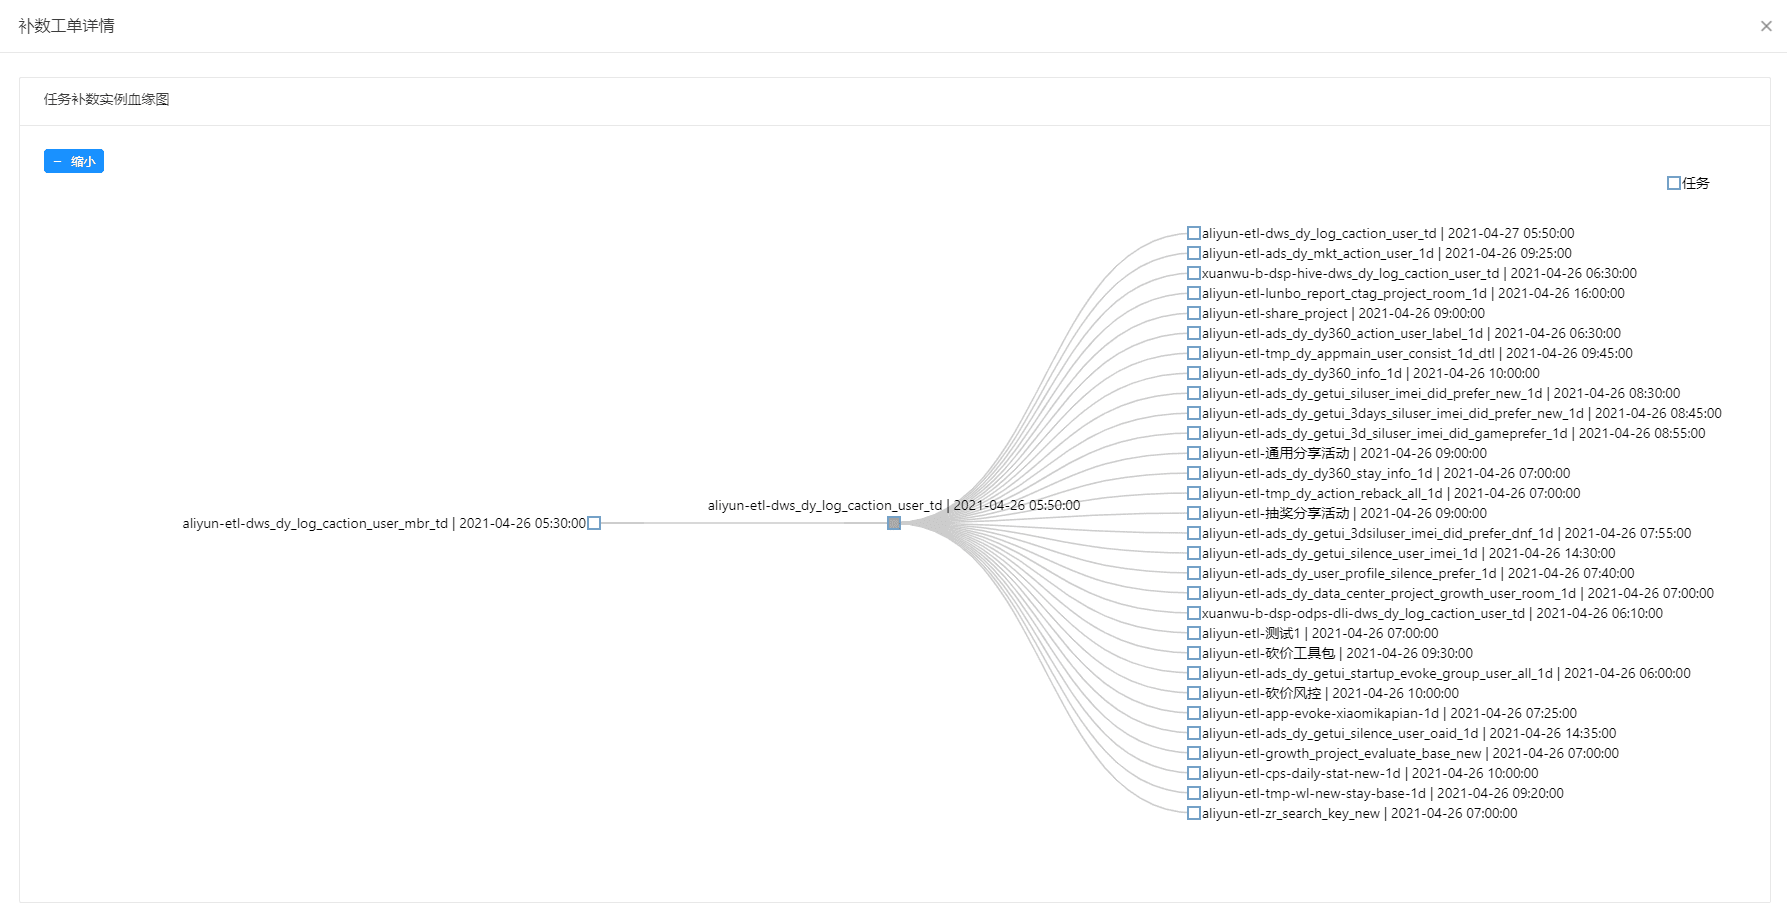 补数工单详情
任务补数实例血缘图
缩小
任务
aliyun-etl-dws_dy_log_caction_user_mbr_td | 2021-04-26 05:30:00
aliyun-etl-dws_dy_log_caction_user_td | 2021-04-26 05:50:00
aliyun-etl-dws_dy_log_caction_user_td | 2021-04-27 05:50:00
aliyun-etl-ads_dy_mkt_action_user_1d | 2021-04-26 09:25:00
xuanwu-b-dsp-hive-dws_dy_log_caction_user_td | 2021-04-26 06:30:00
aliyun-etl-lunbo_report_ctag_project_room_1d | 2021-04-26 16:00:00
aliyun-etl-share_project | 2021-04-26 09:00:00
aliyun-etl-ads_dy_dy360_action_user_label_1d | 2021-04-26 06:30:00
aliyun-etl-tmp_dy_appmain_user_consist_1d_dtl | 2021-04-26 09:45:00
aliyun-etl-ads_dy_dy360_info_1d | 2021-04-26 10:00:00
aliyun-etl-ads_dy_getui_siluser_imei_did_prefer_new_1d | 2021-04-26 08:30:00
aliyun-etl-ads_dy_getui_3days_siluser_imei_did_prefer_new_1d | 2021-04-26 08:45:00
aliyun-etl-ads_dy_getui_3d_siluser_imei_did_gameprefer_1d | 2021-04-26 08:55:00
aliyun-etl-通用分享活动 | 2021-04-26 09:00:00
aliyun-etl-ads_dy_dy360_stay_info_1d | 2021-04-26 07:00:00
aliyun-etl-tmp_dy_action_reback_all_1d | 2021-04-26 07:00:00
aliyun-etl-抽奖分享活动 | 2021-04-26 09:00:00
aliyun-etl-ads_dy_getui_3dsiluser_imei_did_prefer_dnf_1d | 2021-04-26 07:55:00
aliyun-etl-ads_dy_getui_silence_user_imei_1d | 2021-04-26 14:30:00
aliyun-etl-ads_dy_user_profile_silence_prefer_1d | 2021-04-26 07:40:00
aliyun-etl-ads_dy_data_center_project_growth_user_room_1d | 2021-04-26 07:00:00
xuanwu-b-dsp-odps-dli-dws_dy_log_caction_user_td | 2021-04-26 06:10:00
aliyun-etl-测试1 | 2021-04-26 07:00:00
aliyun-etl-砍价工具包 | 2021-04-26 09:30:00
aliyun-etl-ads_dy_getui_startup_evoke_group_user_all_1d | 2021-04-26 06:00:00
aliyun-etl-砍价风控 | 2021-04-26 10:00:00
aliyun-etl-app-evoke-xiaomikapian-1d | 2021-04-26 07:25:00
aliyun-etl-ads_dy_getui_silence_user_oaid_1d | 2021-04-26 14:35:00
aliyun-etl-growth_project_evaluate_base_new | 2021-04-26 07:00:00
aliyun-etl-cps-daily-stat-new-1d | 2021-04-26 10:00:00
aliyun-etl-tmp-wl-new-stay-base-1d | 2021-04-26 09:20:00
aliyun-etl-zr_search_key_new | 2021-04-26 07:00:00